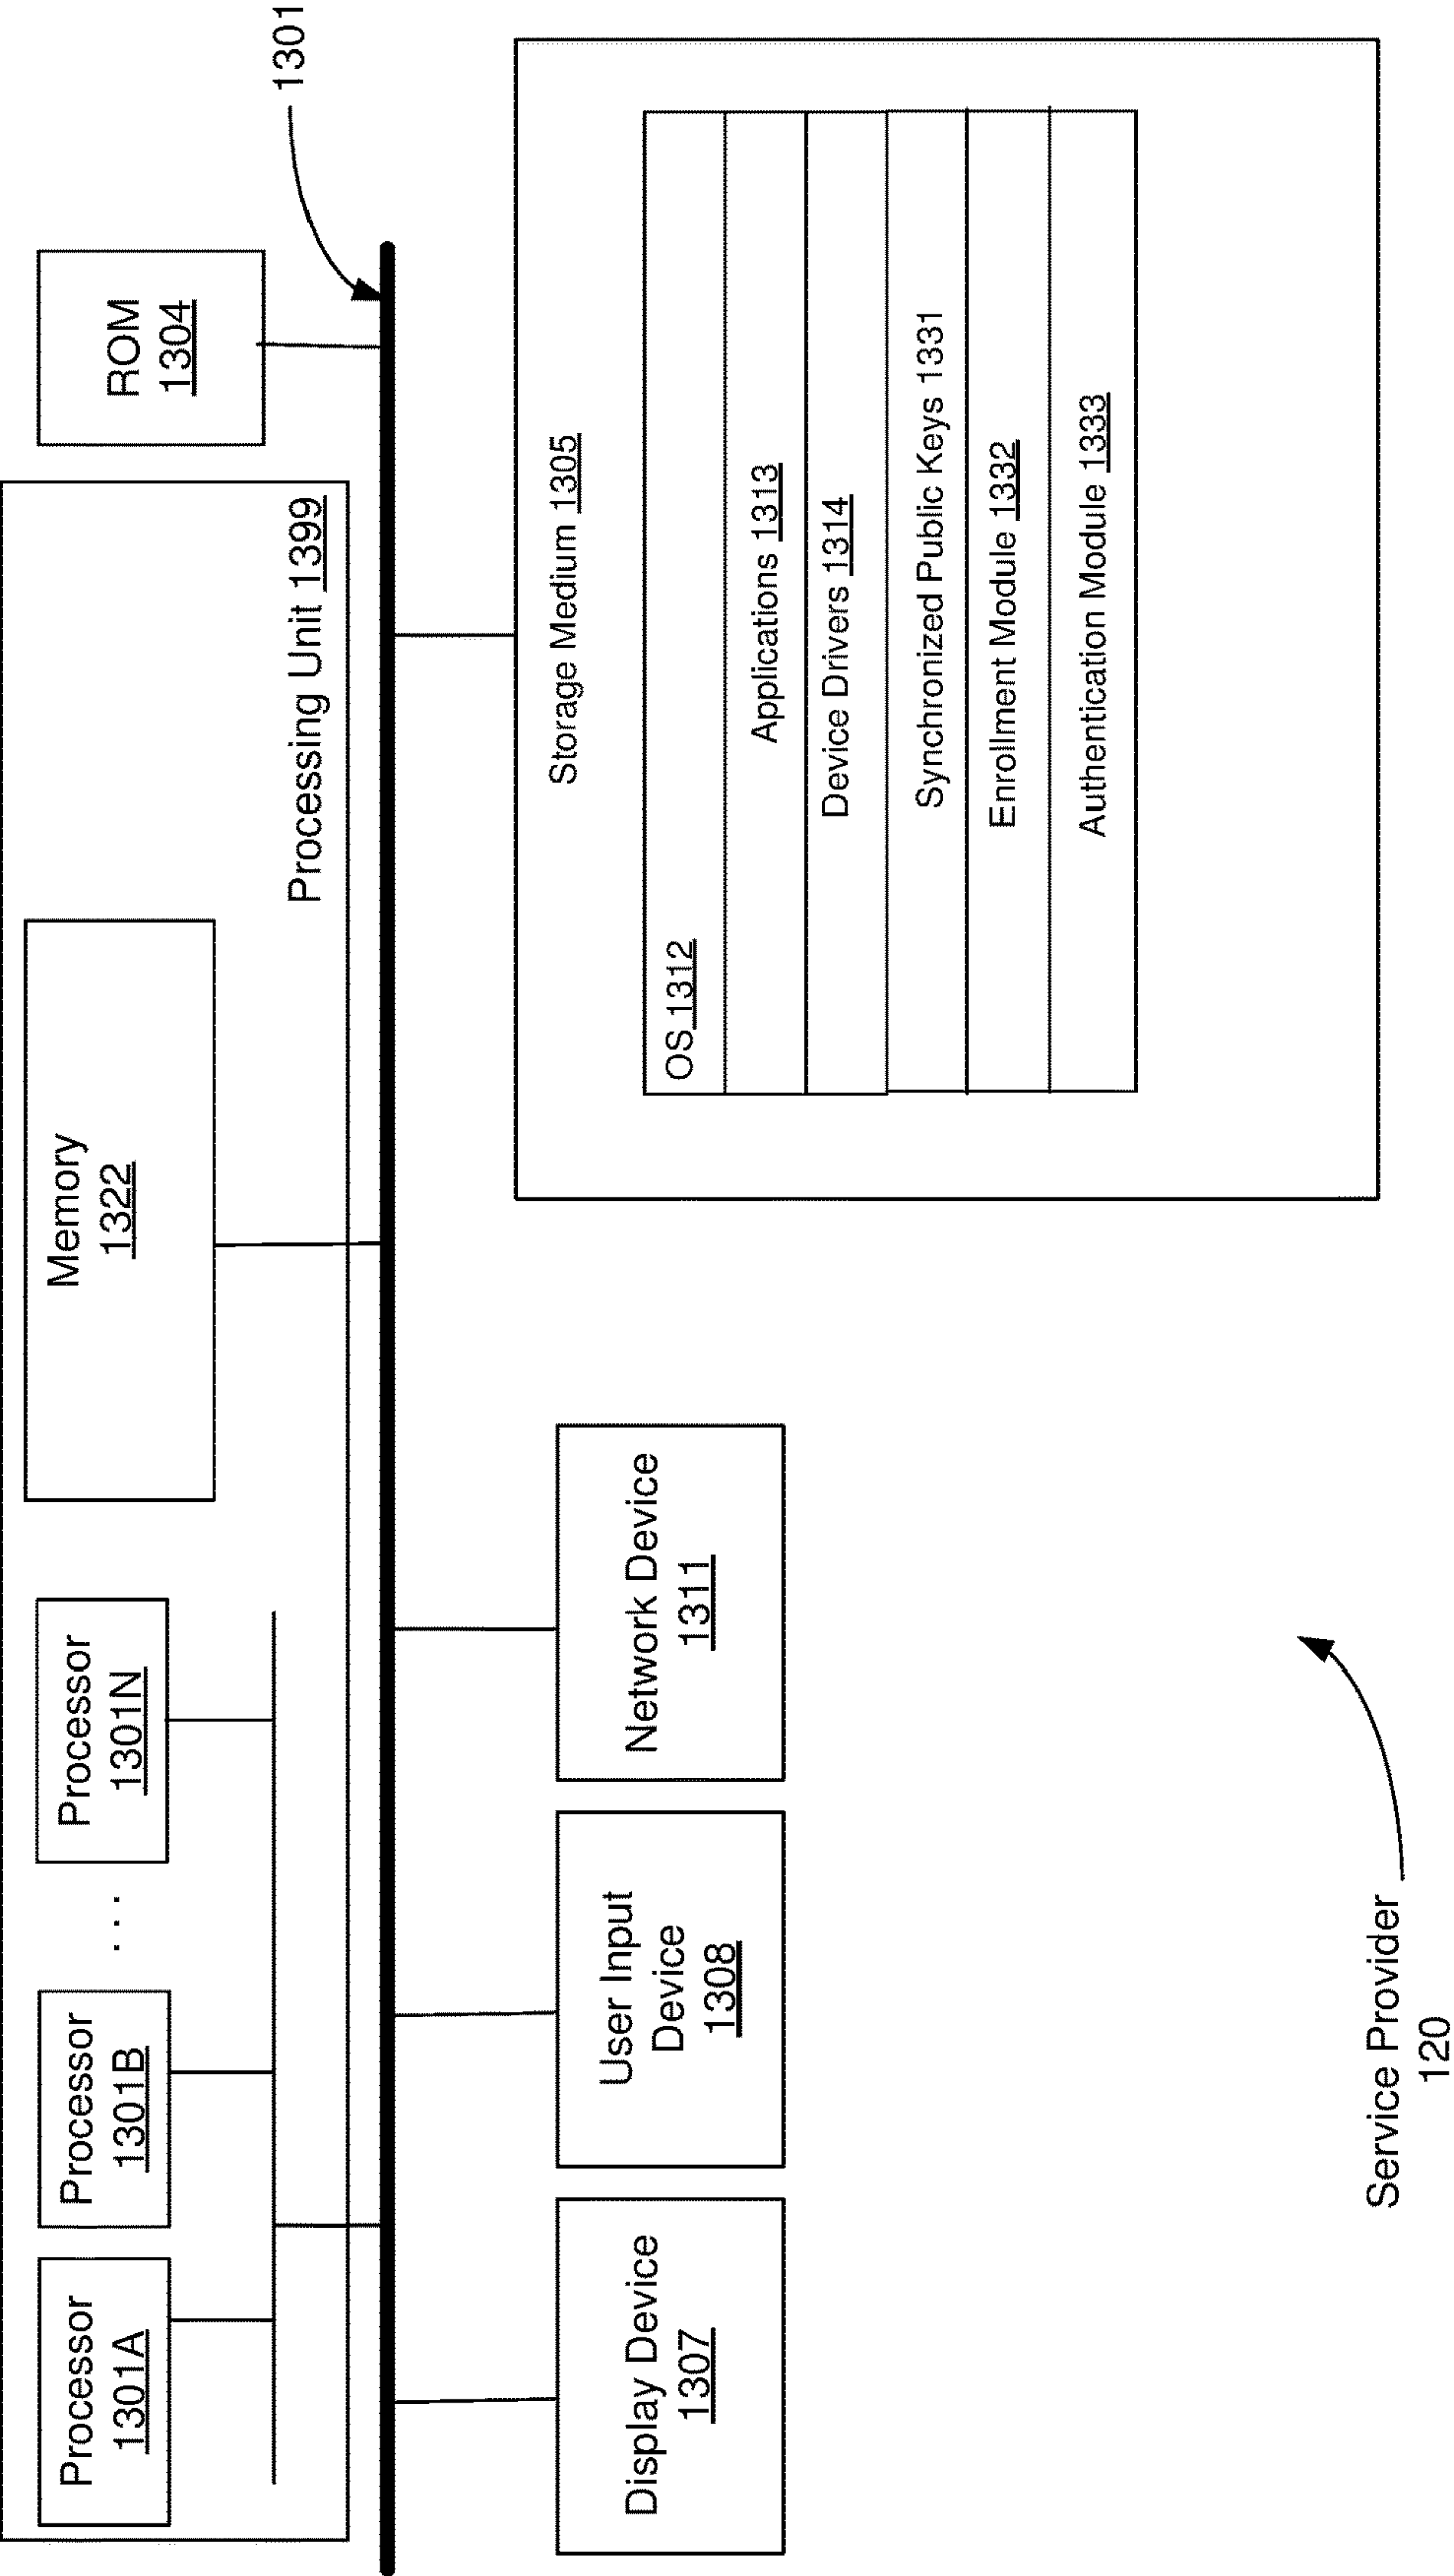 Processor
1301A
Processor
1301B
. . .
Processor
1301N
Memory
1322
Processing Unit 1399
ROM
1304
1301
Display Device
1307
User Input
Device
1308
Network Device
1311
Storage Medium 1305
OS 1312
Applications 1313
Device Drivers 1314
Synchronized Public Keys 1331
Enrollment Module 1332
Authentication Module 1333
Service Provider
120